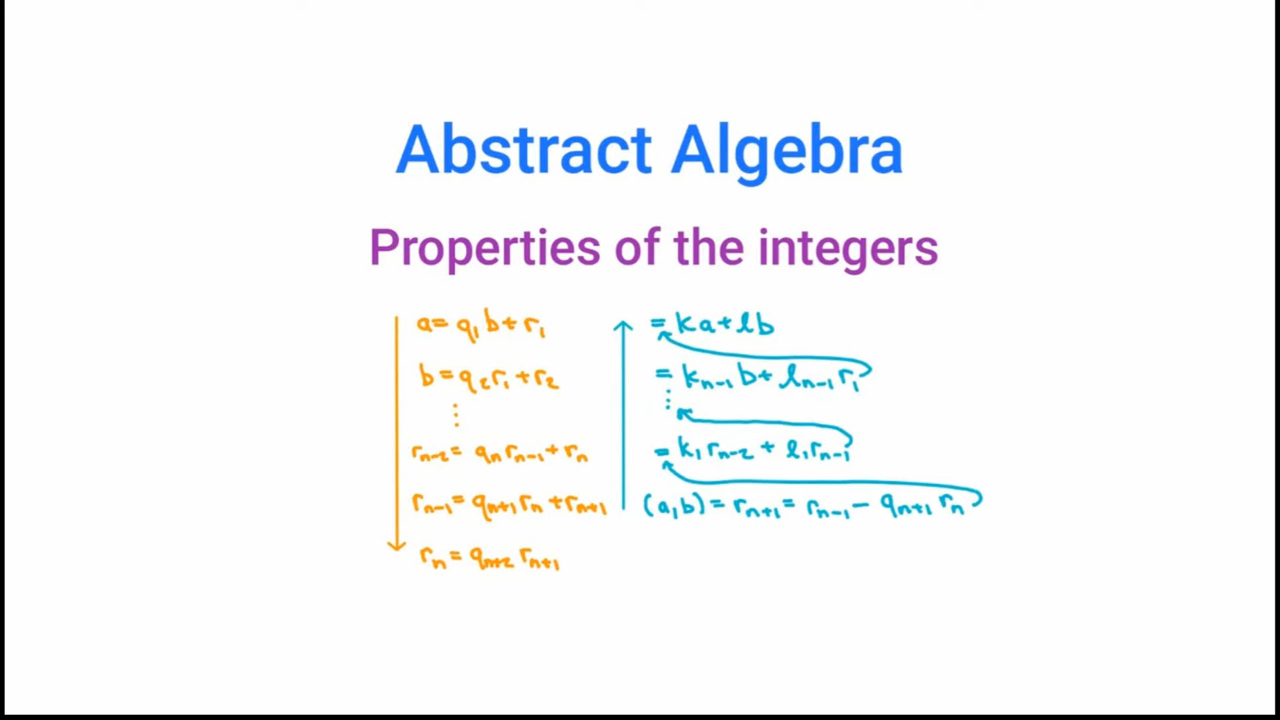 Abstract Algebra
Properties of the integers
a = q₁b + r₁
b = q₂r₁ + r₂
⋮
rₙ₋₂ = qₙrₙ₋₁ + rₙ
rₙ₋₁ = qₙ₊₁rₙ + rₙ₊₁
rₙ = qₙ₊₂rₙ₊₁
= ka + lb
= kₙ₋₁b + lₙ₋₁r₁
⋮
= k₁rₙ₋₂ + l₁rₙ₋₁
(a,b) = rₙ₊₁ = rₙ₋₁ − qₙ₊₁rₙ